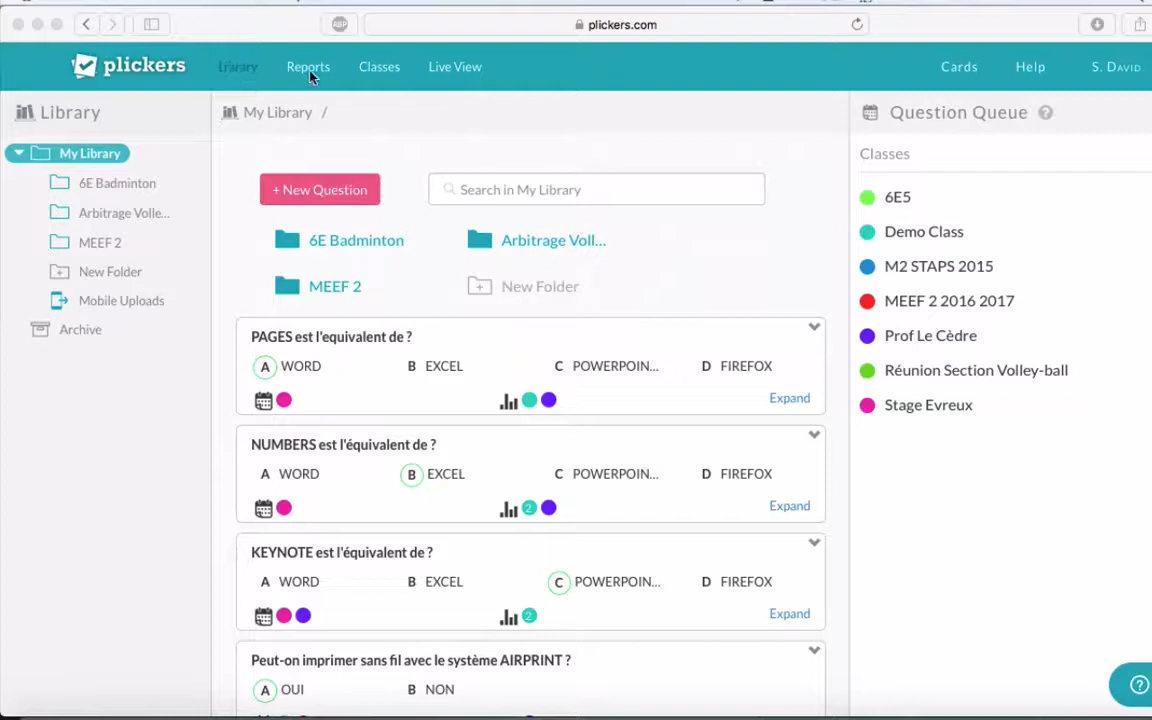 ABP
plickers.com
plickers Library Reports Classes Live View Cards Help S. DAVID
Library
My Library
6E Badminton
Arbitrage Volle...
MEEF 2
New Folder
Mobile Uploads
Archive
My Library /
+ New Question
Search in My Library
6E Badminton Arbitrage Voll...
MEEF 2 New Folder
PAGES est l'equivalent de ?
A WORD B EXCEL C POWERPOIN... D FIREFOX
Expand
NUMBERS est l'équivalent de ?
A WORD B EXCEL C POWERPOIN... D FIREFOX
2 Expand
KEYNOTE est l'équivalent de ?
A WORD B EXCEL C POWERPOIN... D FIREFOX
2 Expand
Peut-on imprimer sans fil avec le système AIRPRINT ?
A OUI B NON
Question Queue ?
Classes
6E5
Demo Class
M2 STAPS 2015
MEEF 2 2016 2017
Prof Le Cèdre
Réunion Section Volley-ball
Stage Evreux
?